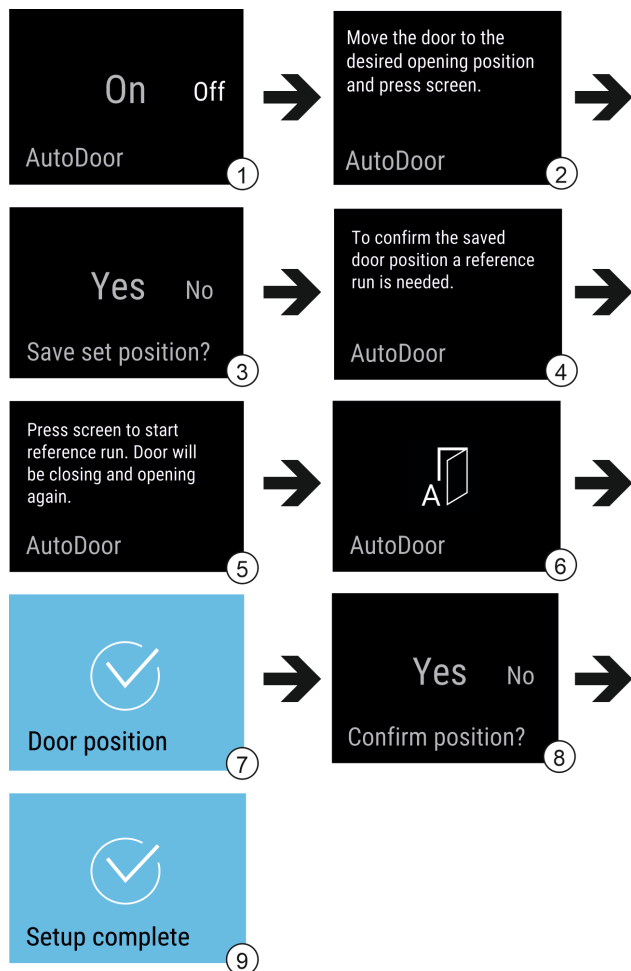 On Off
AutoDoor
1
Move the door to the
desired opening position
and press screen.
AutoDoor
2
Yes No
Save set position?
3
To confirm the saved
door position a reference
run is needed.
AutoDoor
4
Press screen to start
reference run. Door will
be closing and opening
again.
AutoDoor
5
A
AutoDoor
6
Door position
7
Yes No
Confirm position?
8
Setup complete
9